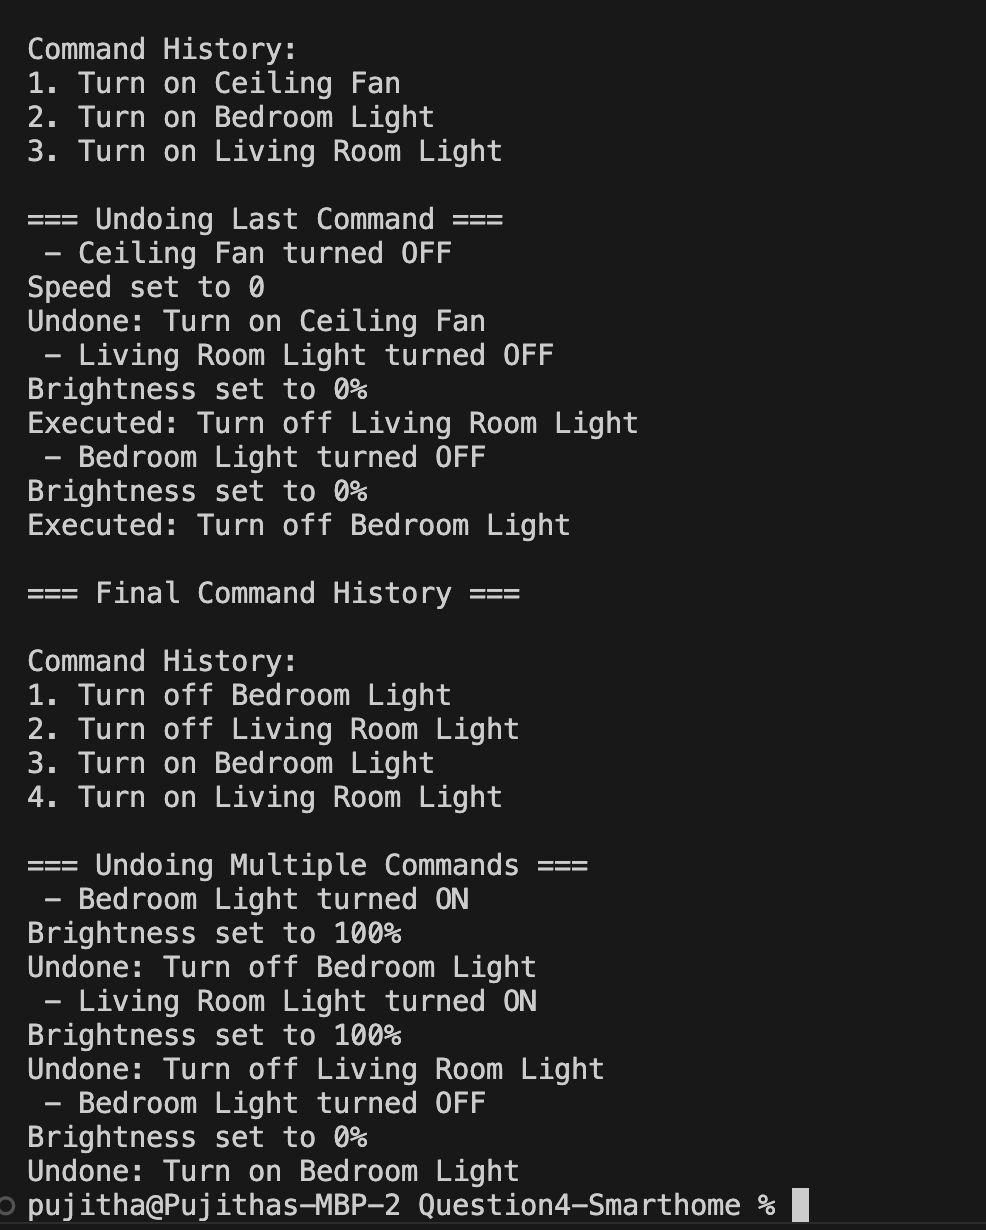 Command History:
1. Turn on Ceiling Fan
2. Turn on Bedroom Light
3. Turn on Living Room Light
=== Undoing Last Command ===
– Ceiling Fan turned OFF
Speed set to 0
Undone: Turn on Ceiling Fan
– Living Room Light turned OFF
Brightness set to 0%
Executed: Turn off Living Room Light
– Bedroom Light turned OFF
Brightness set to 0%
Executed: Turn off Bedroom Light
=== Final Command History ===
Command History:
1. Turn off Bedroom Light
2. Turn off Living Room Light
3. Turn on Bedroom Light
4. Turn on Living Room Light
=== Undoing Multiple Commands ===
– Bedroom Light turned ON
Brightness set to 100%
Undone: Turn off Bedroom Light
– Living Room Light turned ON
Brightness set to 100%
Undone: Turn off Living Room Light
– Bedroom Light turned OFF
Brightness set to 0%
Undone: Turn on Bedroom Light
pujitha@Pujithas-MBP-2 Question4-Smarthome %